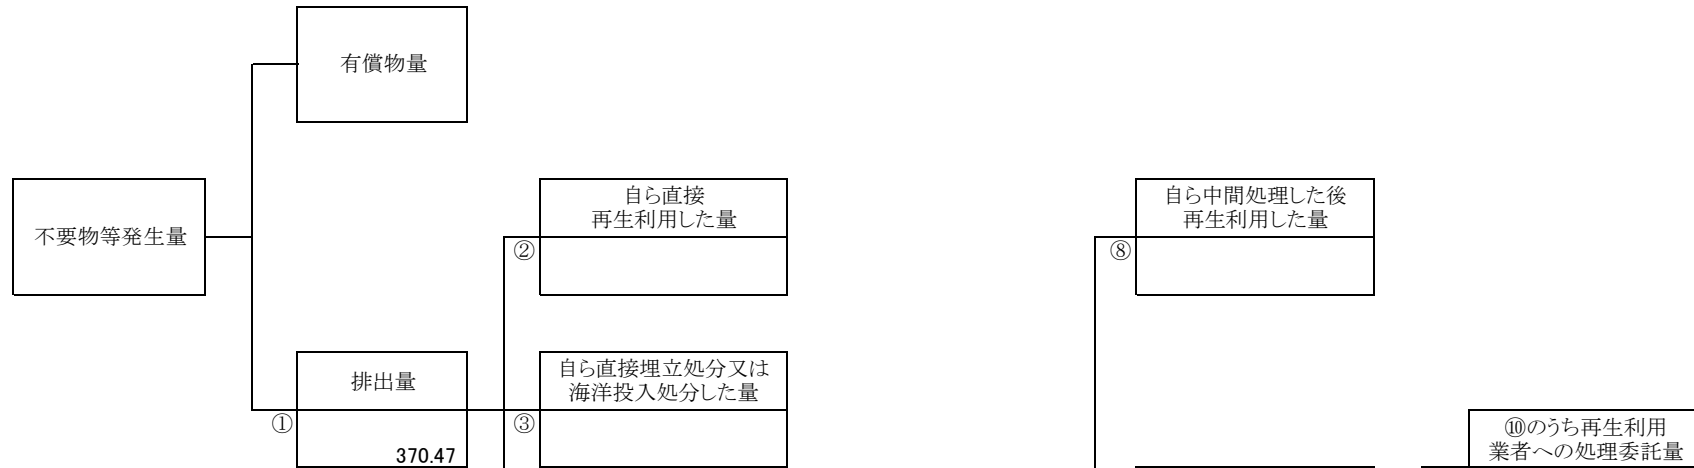 有償物量
不要物等発生量
自ら直接
再生利用した量
②
自ら中間処理した後
再生利用した量
⑧
排出量
①
370.47
自ら直接埋立処分又は
海洋投入処分した量
③
⑩のうち再生利用
業者への処理委託量